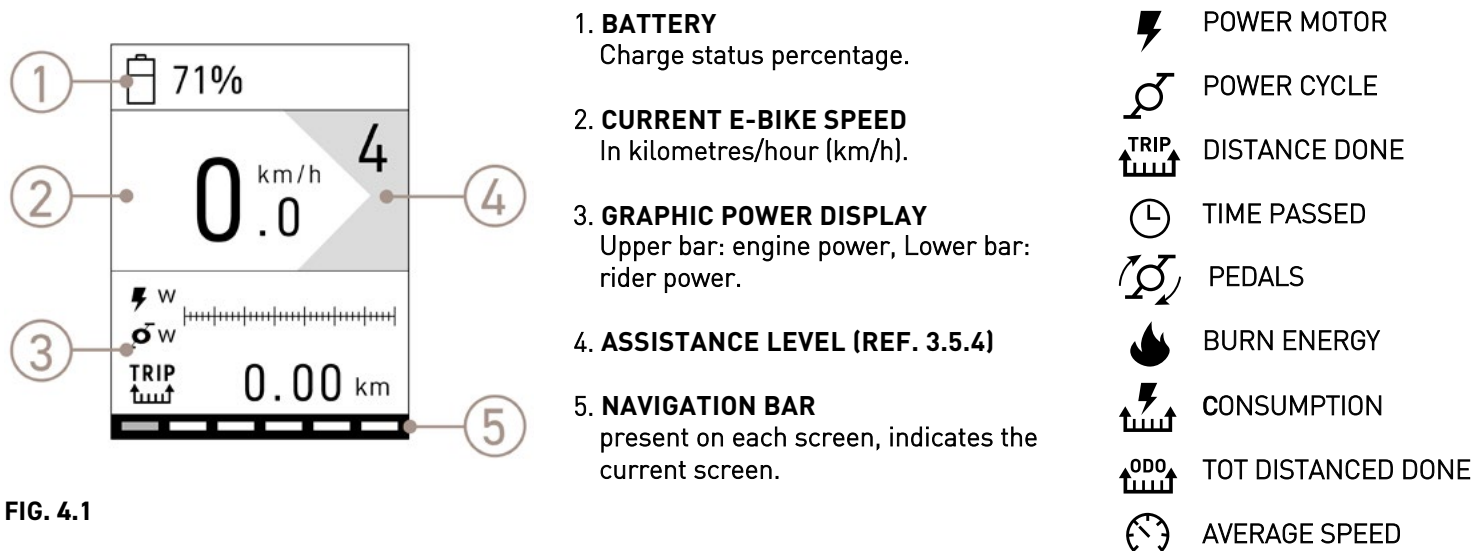 1
71%
2
0.0
km/h
4
4
3
W
W
TRIP
0.00 km
5
FIG. 4.1
1. BATTERY
Charge status percentage.
2. CURRENT E-BIKE SPEED
In kilometres/hour (km/h).
3. GRAPHIC POWER DISPLAY
Upper bar: engine power, Lower bar:
rider power.
4. ASSISTANCE LEVEL (REF. 3.5.4)
5. NAVIGATION BAR
present on each screen, indicates the
current screen.
POWER MOTOR
POWER CYCLE
TRIP DISTANCE DONE
TIME PASSED
PEDALS
BURN ENERGY
CONSUMPTION
ODO TOT DISTANCED DONE
AVERAGE SPEED